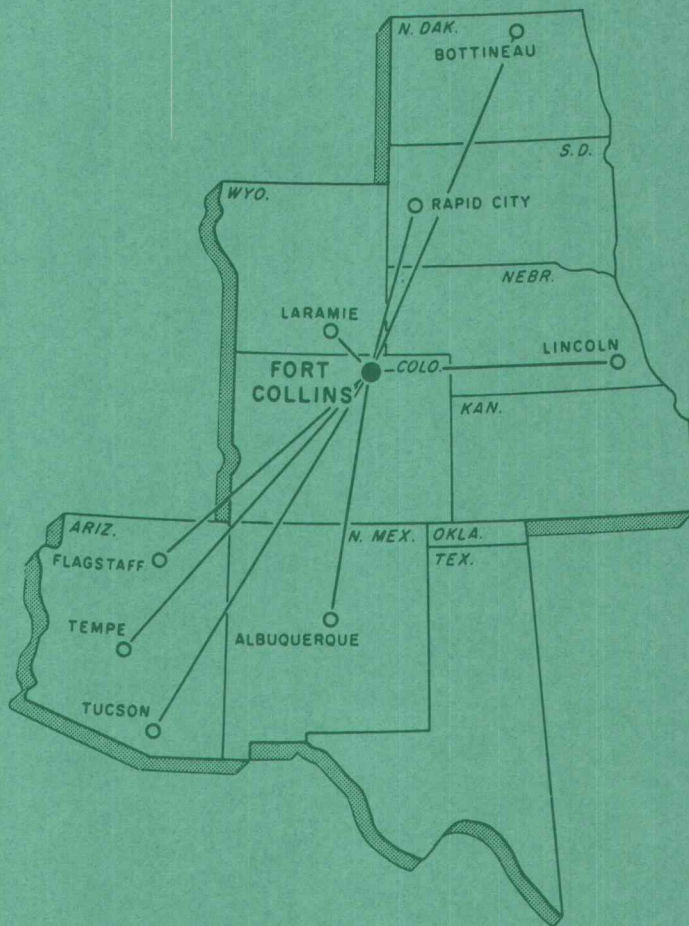 N. DAK.
BOTTINEAU
S.D.
WYO.
RAPID CITY
NEBR.
LARAMIE
LINCOLN
FORT
COLLINS
COLO.
KAN.
ARIZ.
N. MEX.
OKLA.
FLAGSTAFF
TEX.
TEMPE
ALBUQUERQUE
TUCSON